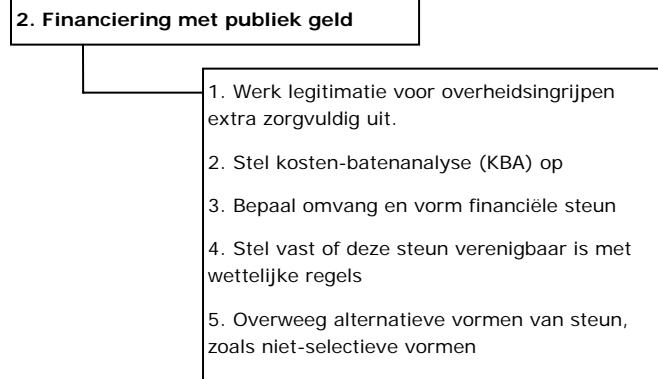 2. Financiering met publiek geld
1. Werk legitimatie voor overheidsingrijpen
extra zorgvuldig uit.
2. Stel kosten-batenanalyse (KBA) op
3. Bepaal omvang en vorm financiële steun
4. Stel vast of deze steun verenigbaar is met
wettelijke regels
5. Overweeg alternatieve vormen van steun,
zoals niet-selectieve vormen